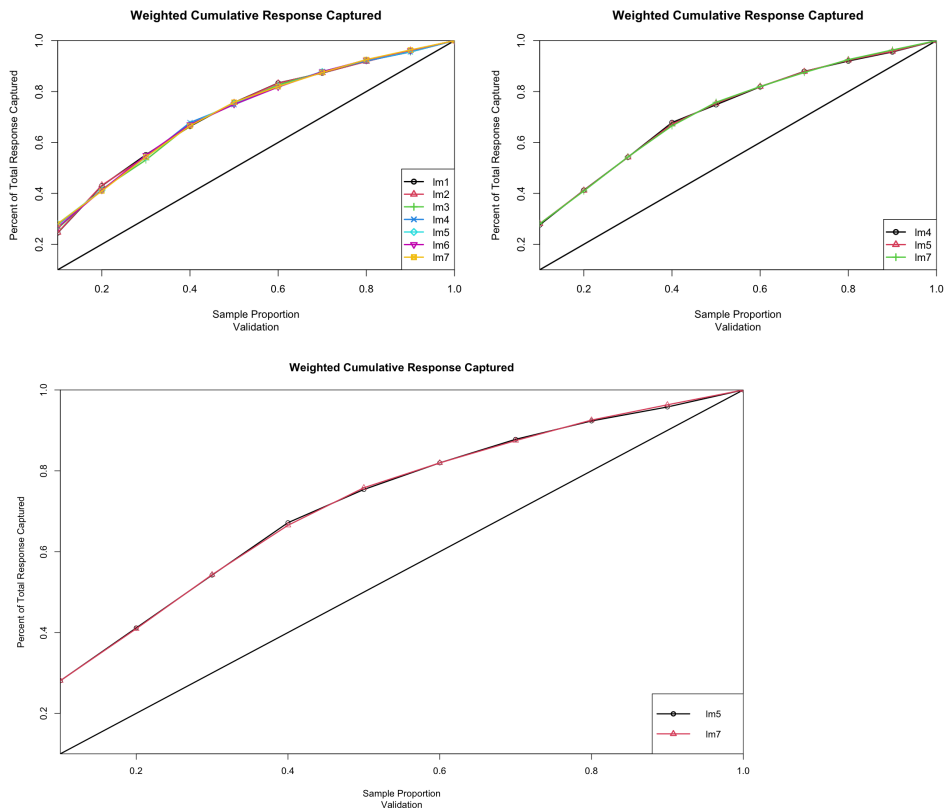 Weighted Cumulative Response Captured
Percent of Total Response Captured
1.0
0.8
0.6
0.4
0.2
lm1
lm2
lm3
lm4
lm5
lm6
lm7
0.2 0.4 0.6 0.8 1.0
Sample Proportion
Validation
Weighted Cumulative Response Captured
Percent of Total Response Captured
1.0
0.8
0.6
0.4
0.2
lm4
lm5
lm7
0.2 0.4 0.6 0.8 1.0
Sample Proportion
Validation
Weighted Cumulative Response Captured
Percent of Total Response Captured
1.0
0.8
0.6
0.4
0.2
lm5
lm7
0.2 0.4 0.6 0.8 1.0
Sample Proportion
Validation